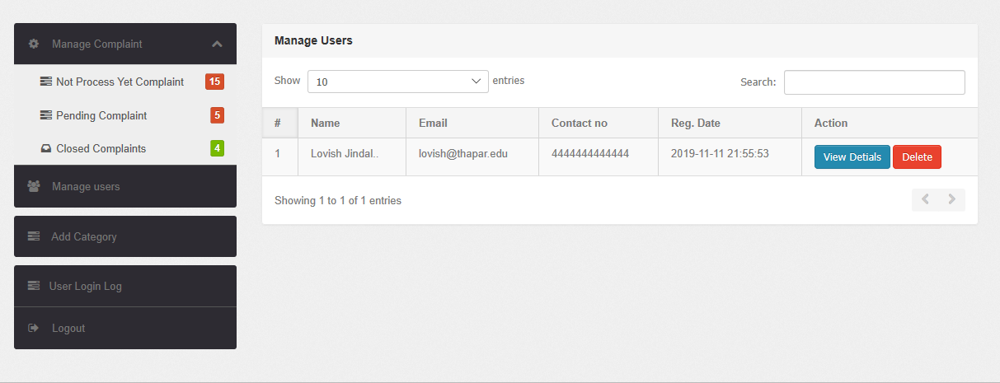 Manage Complaint
Not Process Yet Complaint 15
Pending Complaint 5
Closed Complaints 4
Manage users
Add Category
User Login Log
Logout
Manage Users
Show 10 entries Search:
# Name Email Contact no Reg. Date Action
1 Lovish Jindal.. lovish@thapar.edu 4444444444444 2019-11-11 21:55:53 View Detials Delete
Showing 1 to 1 of 1 entries